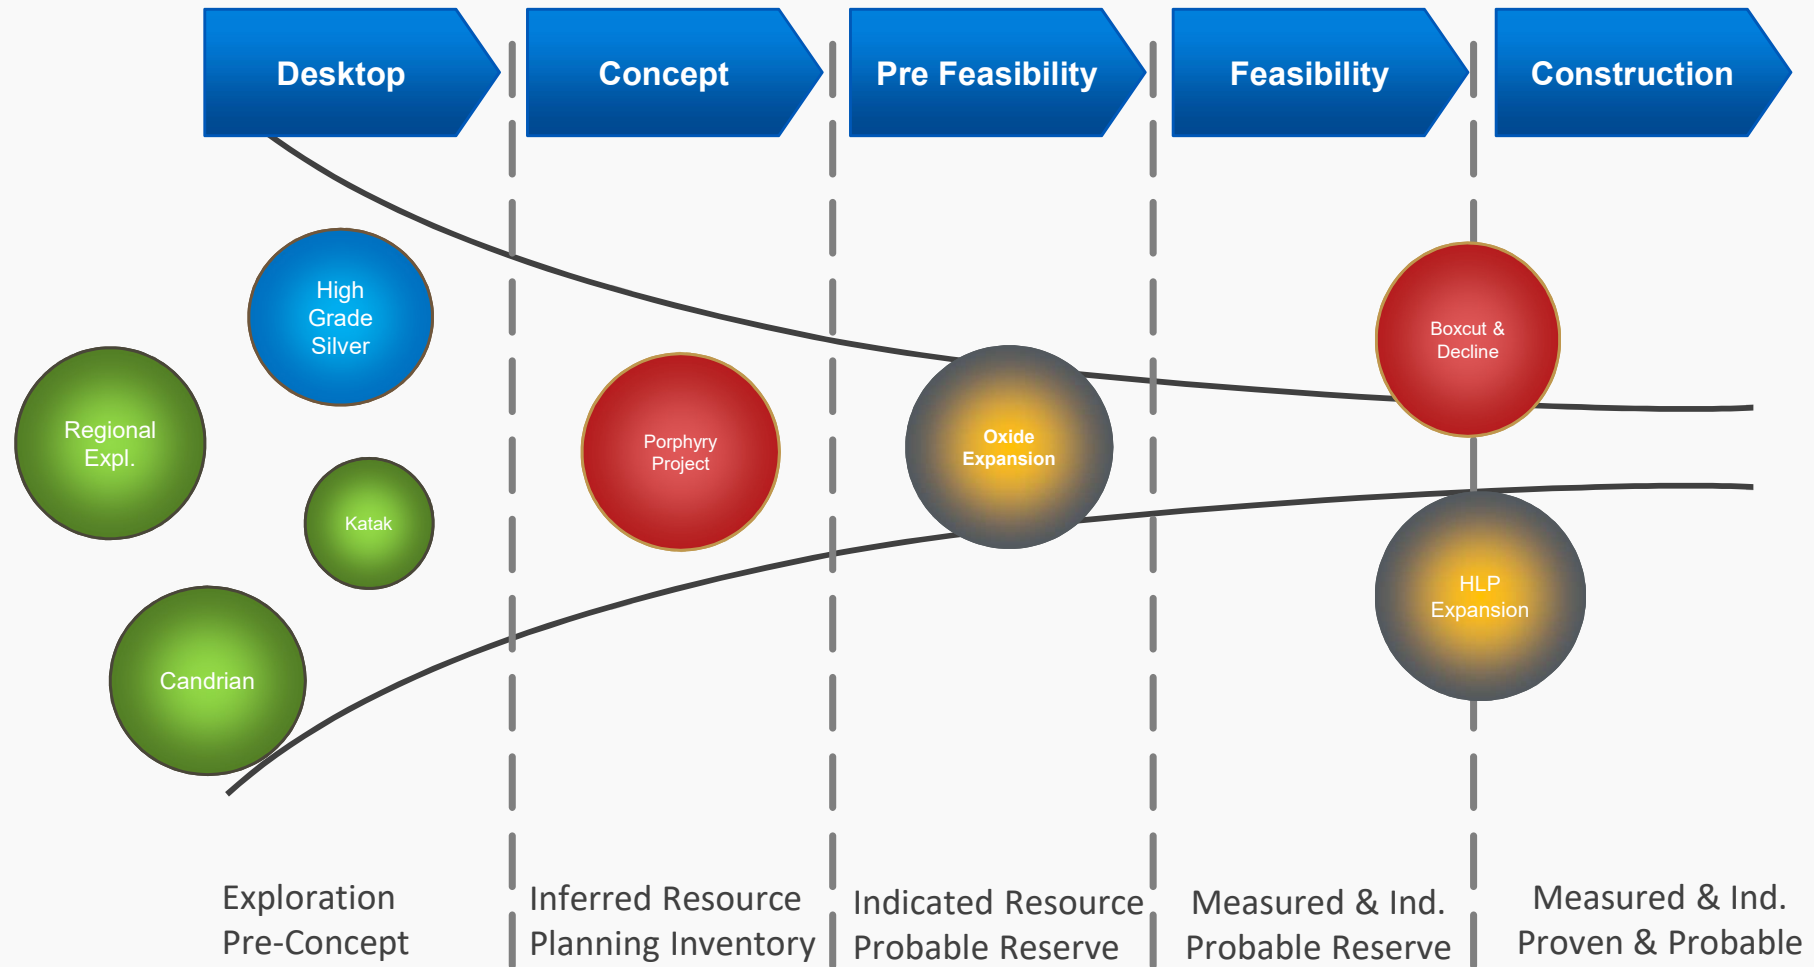 Desktop
Concept
Pre Feasibility
Feasibility
Construction
High
Grade
Silver
Regional
Expl.
Katak
Candrian
Porphyry
Project
Oxide
Expansion
Boxcut &
Decline
HLP
Expansion
Exploration
Pre-Concept
Inferred Resource
Planning Inventory
Indicated Resource
Probable Reserve
Measured & Ind.
Probable Reserve
Measured & Ind.
Proven & Probable